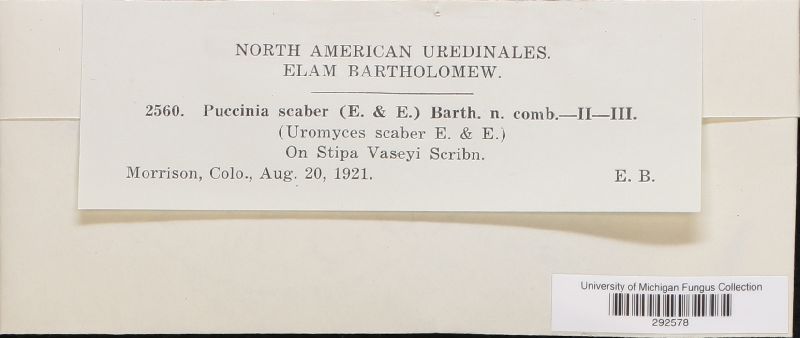 NORTH AMERICAN UREDINALES.
ELAM BARTHOLOMEW.
2560. Puccinia scaber (E. & E.) Barth. n. comb.—II—III.
(Uromyces scaber E. & E.)
On Stipa Vaseyi Scribn.
Morrison, Colo., Aug. 20, 1921. E. B.
University of Michigan Fungus Collection
292578